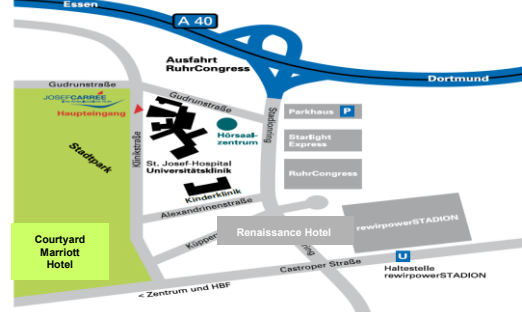 Essen
A 40
Ausfahrt
RuhrCongress
Dortmund
Gudrunstraße
JOSEFCARRÉE
Haupteingang
Gudrunstraße
Stadionring
Parkhaus P
Hörsaal-
zentrum
Starlight
Express
Stadtpark
Klinikstraße
St. Josef-Hospital
Universitätsklinik
RuhrCongress
Kinderklinik
Alexandrinenstraße
rewirpowerSTADION
Renaissance Hotel
Courtyard
Marriott
Hotel
Castroper Straße
U
Haltestelle
rewirpowerSTADION
< Zentrum und HBF